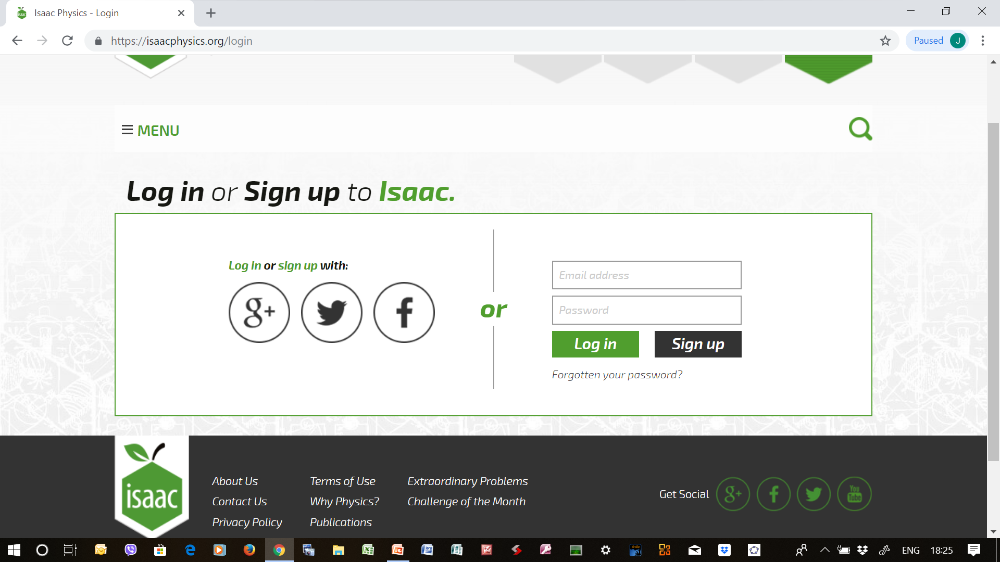 Isaac Physics - Login
https://isaacphysics.org/login
Paused
J
MENU
Log in or Sign up to Isaac.
Log in or sign up with:
g+
f
or
Email address
Password
Log in
Sign up
Forgotten your password?
isaac
About Us
Terms of Use
Extraordinary Problems
Contact Us
Why Physics?
Challenge of the Month
Privacy Policy
Publications
Get Social
g+
f
You
Tube
ENG
18:25